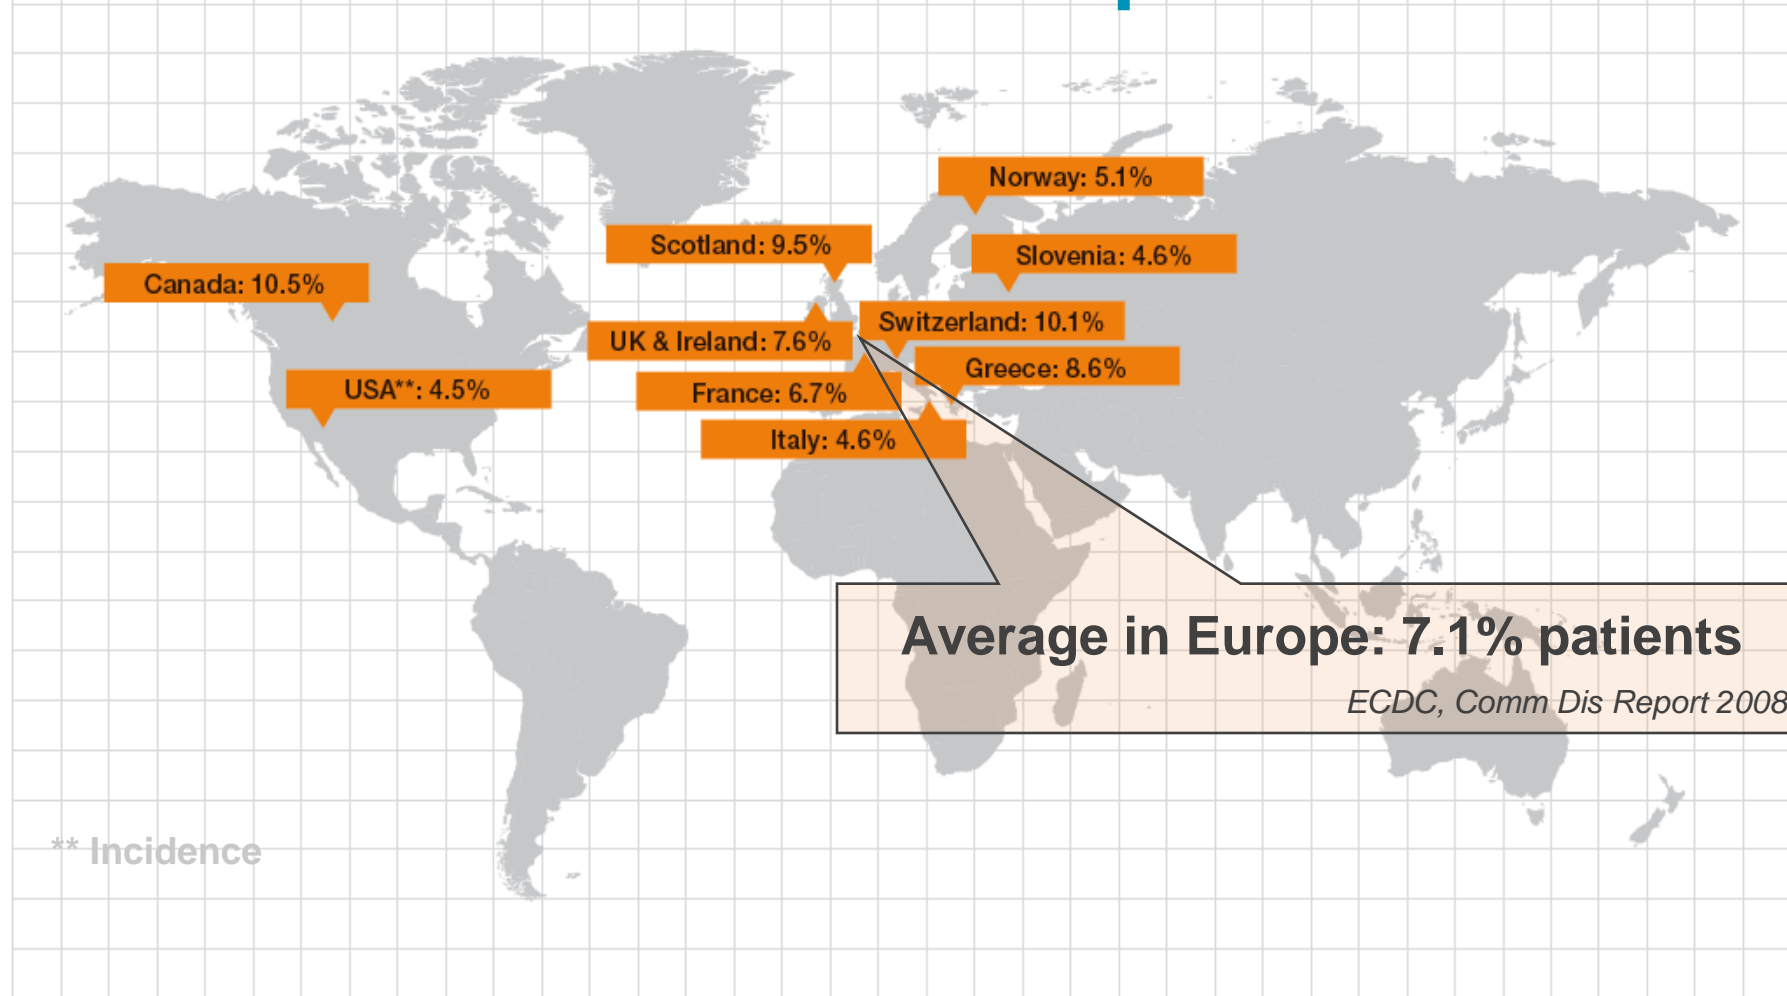 Norway: 5.1%
Scotland: 9.5%
Slovenia: 4.6%
Canada: 10.5%
Switzerland: 10.1%
UK & Ireland: 7.6%
Greece: 8.6%
USA**: 4.5%
France: 6.7%
Italy: 4.6%
Average in Europe: 7.1% patients
ECDC, Comm Dis Report 2008
** Incidence